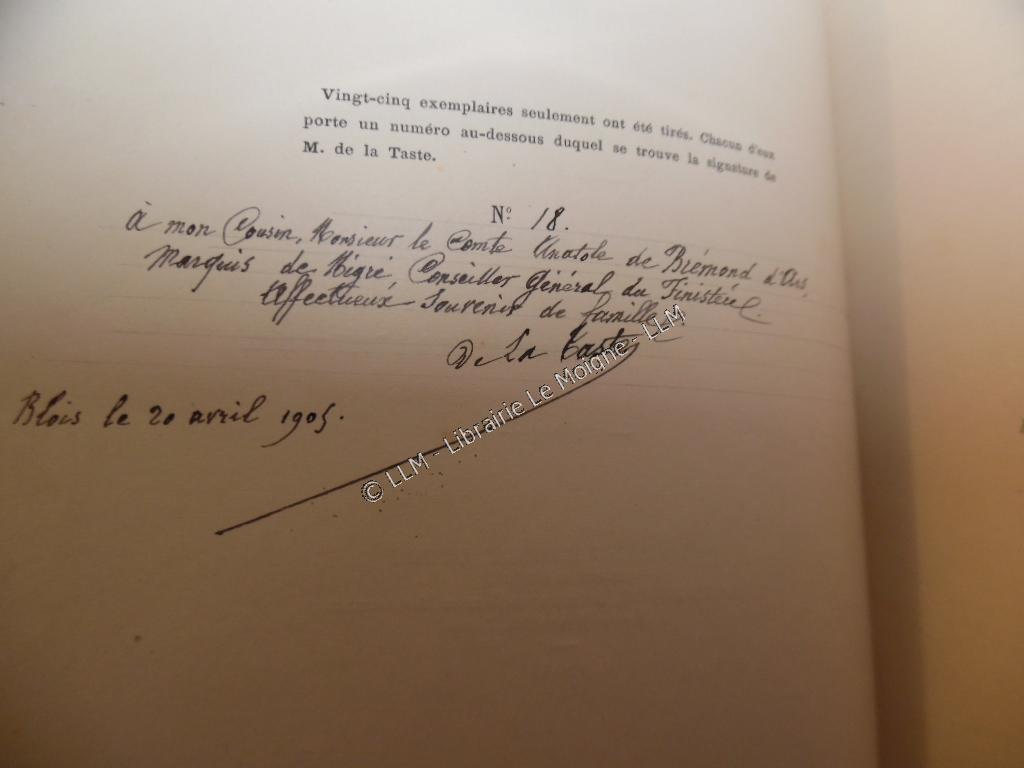 Vingt-cinq exemplaires seulement ont été tirés. Chacun d'eux
porte un numéro au-dessous duquel se trouve la signature de
M. de la Taste.
N° 18.
à mon Cousin, Monsieur le Comte Anatole de Brémond d'Ars,
Marquis de Migré, Conseiller Général du Finistère.
Affectueux Souvenir de famille.
De La Taste
Blois le 20 avril 1905.
© LLM - Librairie Le Moigne - LLM